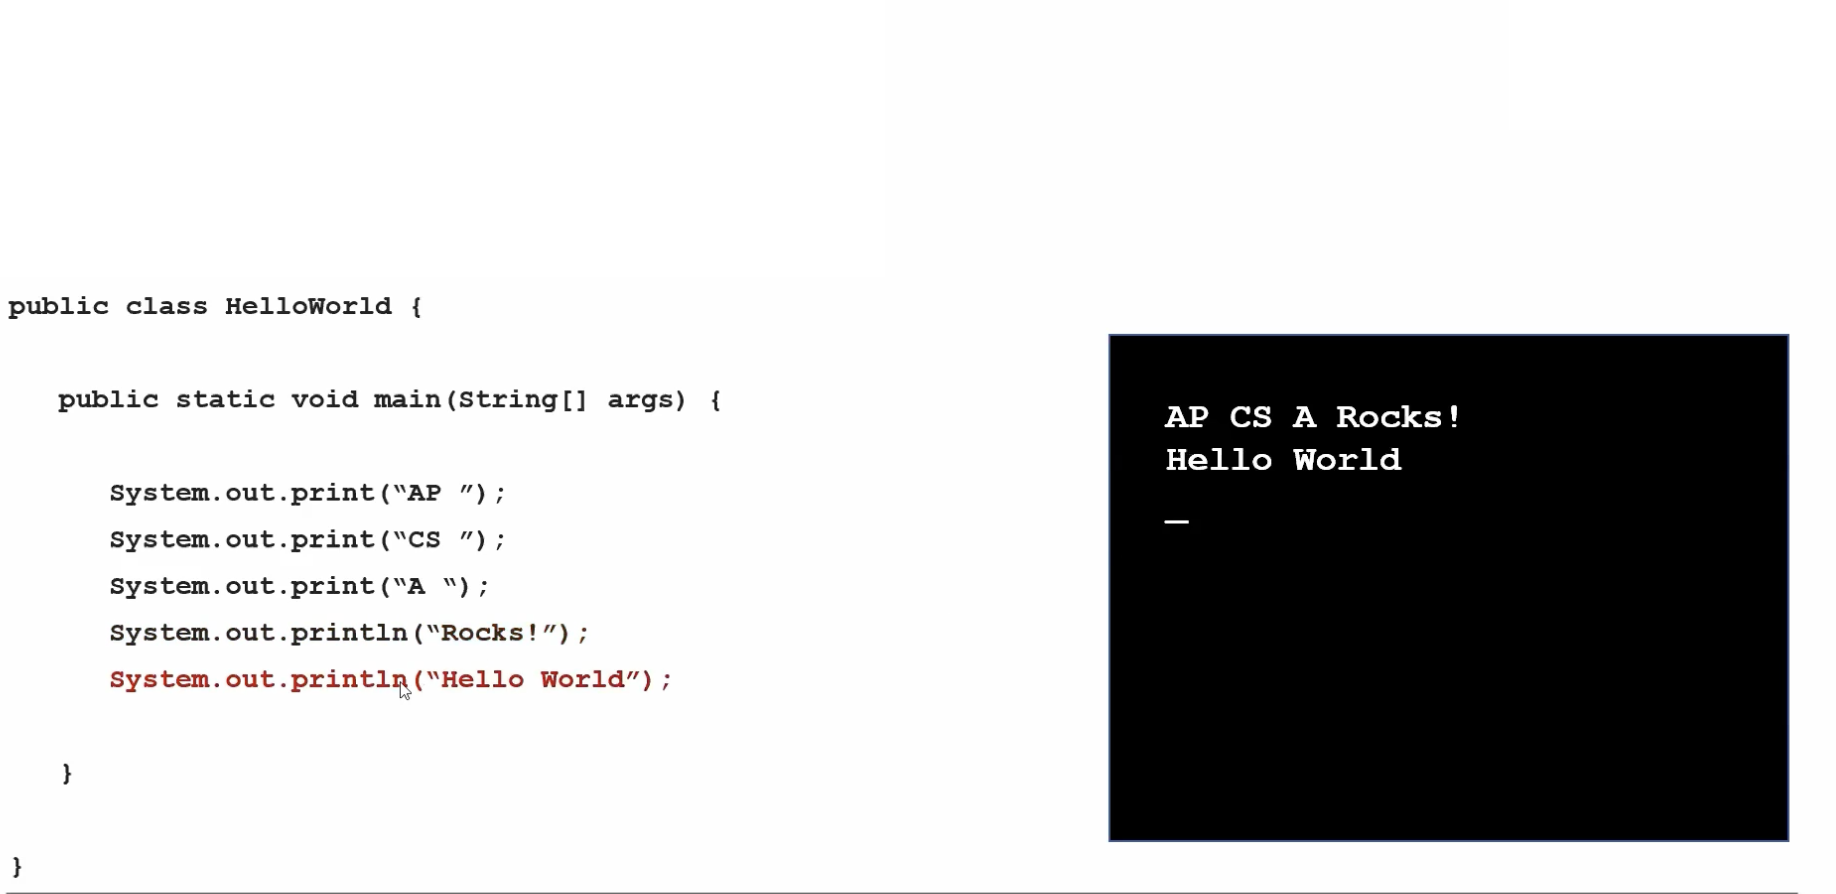 public class HelloWorld {
public static void main(String[] args) {
System.out.print(“AP ”);
System.out.print(“CS ”);
System.out.print(“A “);
System.out.println(“Rocks!”);
System.out.println(“Hello World”);
}
}
AP CS A Rocks!
Hello World
_